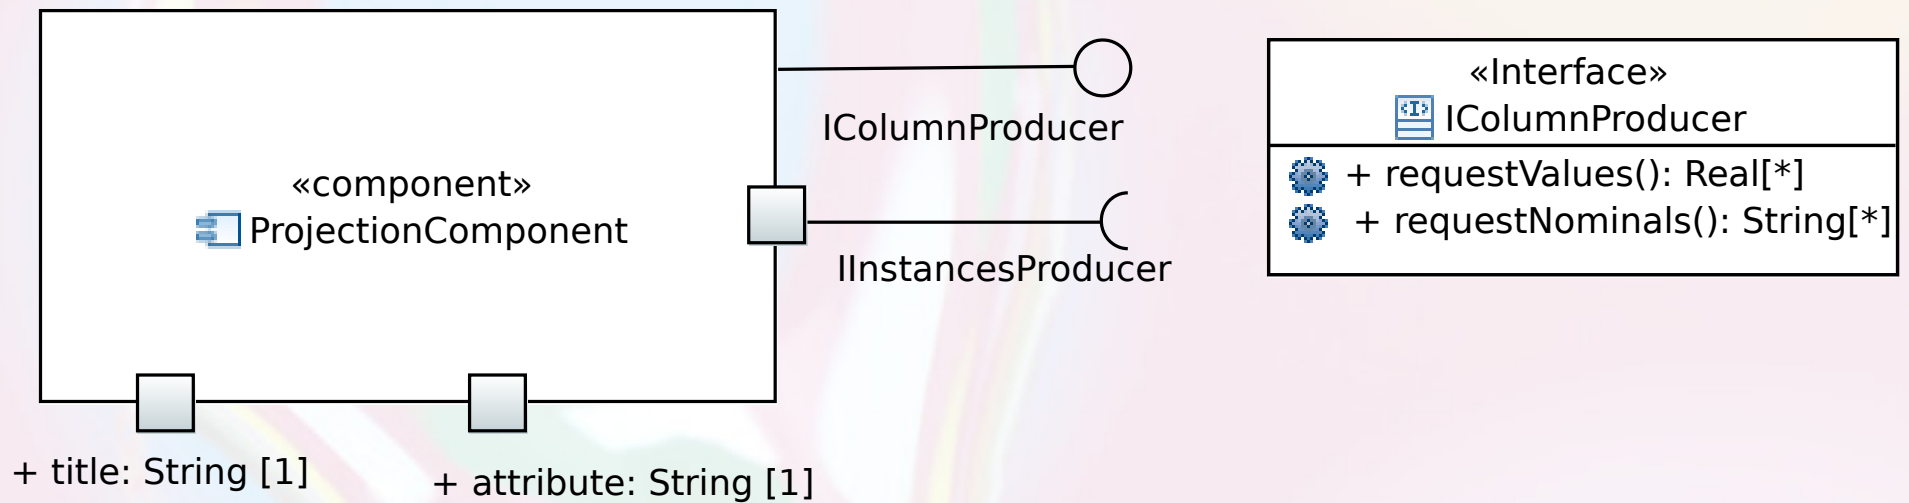 «component»
ProjectionComponent
IColumnProducer
IInstancesProducer
+ title: String [1]
+ attribute: String [1]
«Interface»
IColumnProducer
+ requestValues(): Real[*]
+ requestNominals(): String[*]